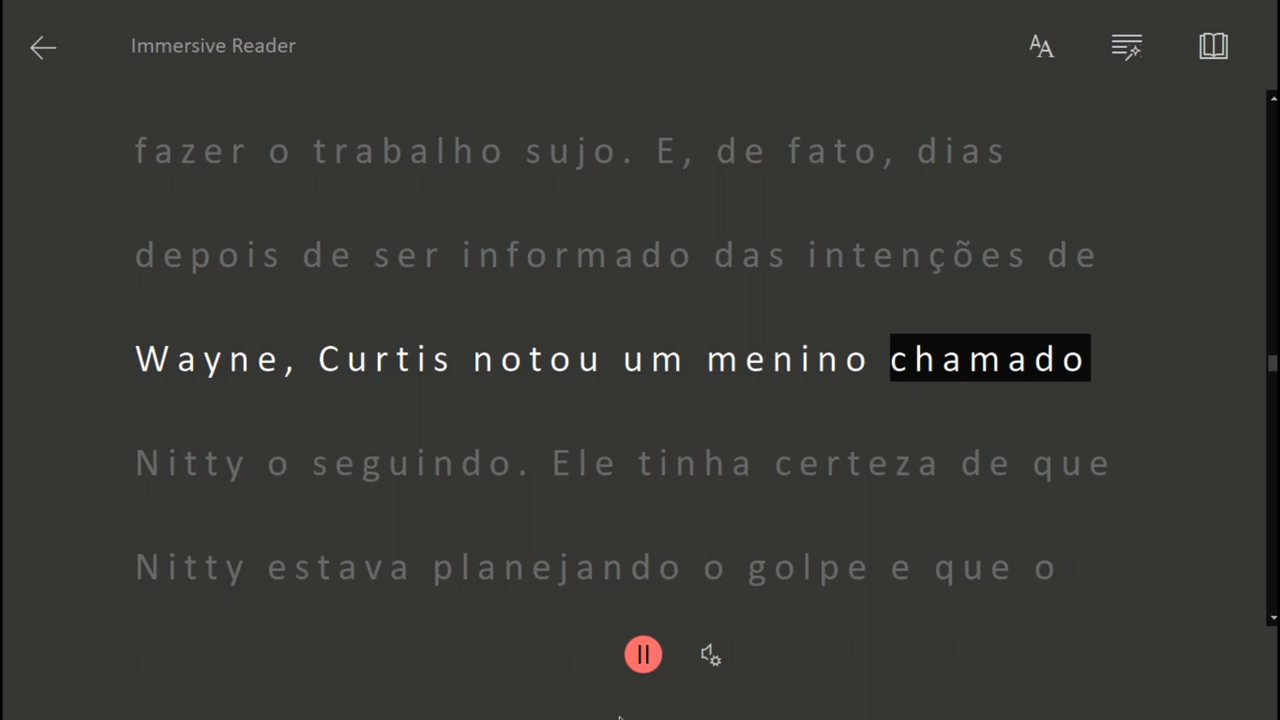 Immersive Reader
fazer o trabalho sujo. E, de fato, dias
depois de ser informado das intenções de
Wayne, Curtis notou um menino chamado
Nitty o seguindo. Ele tinha certeza de que
Nitty estava planejando o golpe e que o